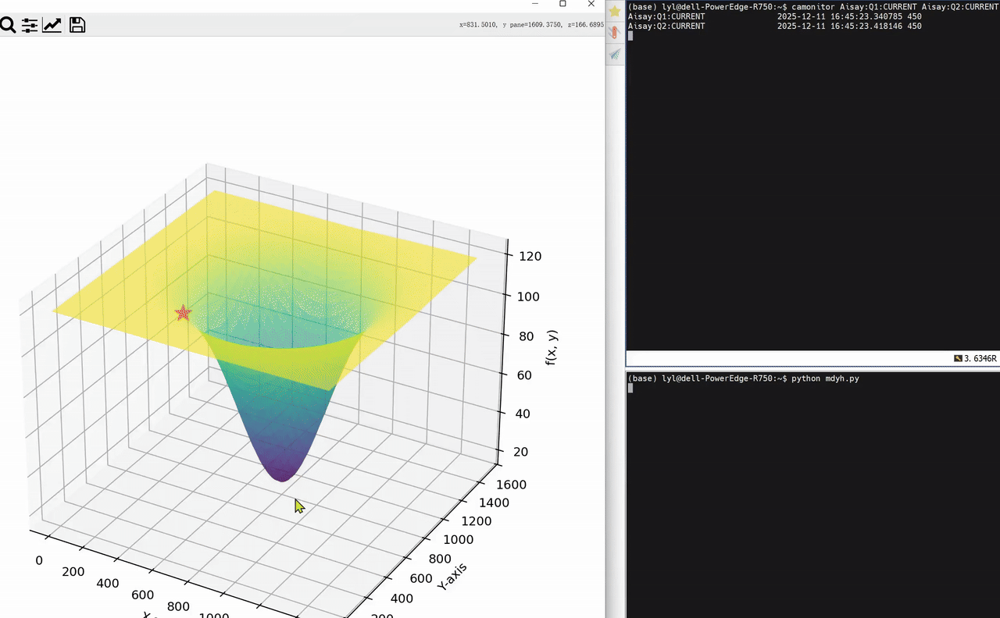 x=831.5010, y pane=1609.3750, z=166.6895
120
100
80
60
40
20
f(x, y)
1600
1400
1200
1000
800
600
400
Y-axis
0
200
400
600
800
1000
(base) lyl@dell-PowerEdge-R750:~$ camonitor Aisay:Q1:CURRENT Aisay:Q2:CURRENT
Aisay:Q1:CURRENT 2025-12-11 16:45:23.340785 450
Aisay:Q2:CURRENT 2025-12-11 16:45:23.418146 450
3. 6346R
(base) lyl@dell-PowerEdge-R750:~$ python mdyh.py